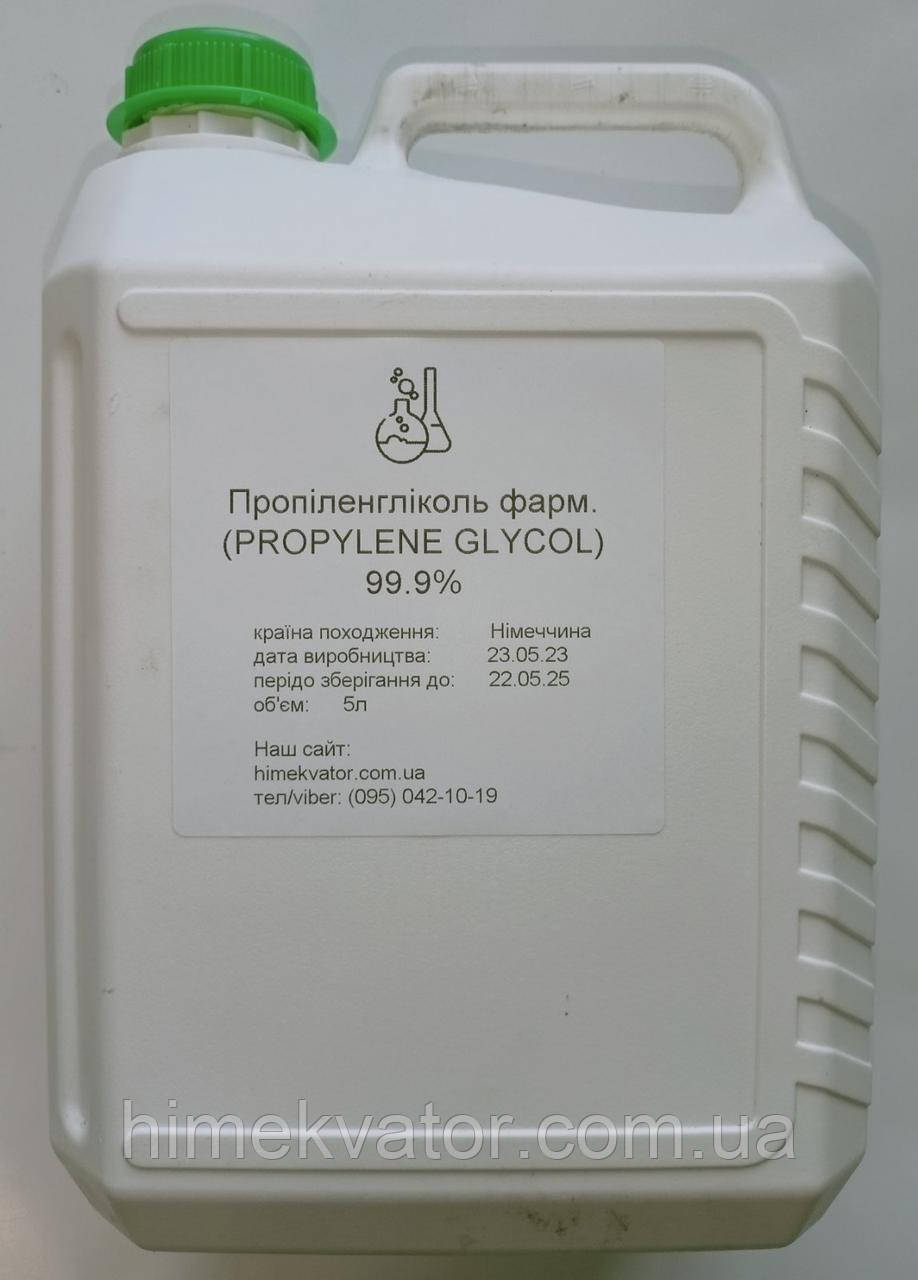 Пропіленгліколь фарм.
(PROPYLENE GLYCOL)
99.9%
країна походження: Німеччина
дата виробництва: 23.05.23
перідо зберігання до: 22.05.25
об'єм: 5л
Наш сайт:
himekvator.com.ua
тел/viber: (095) 042-10-19
himekvator.com.ua